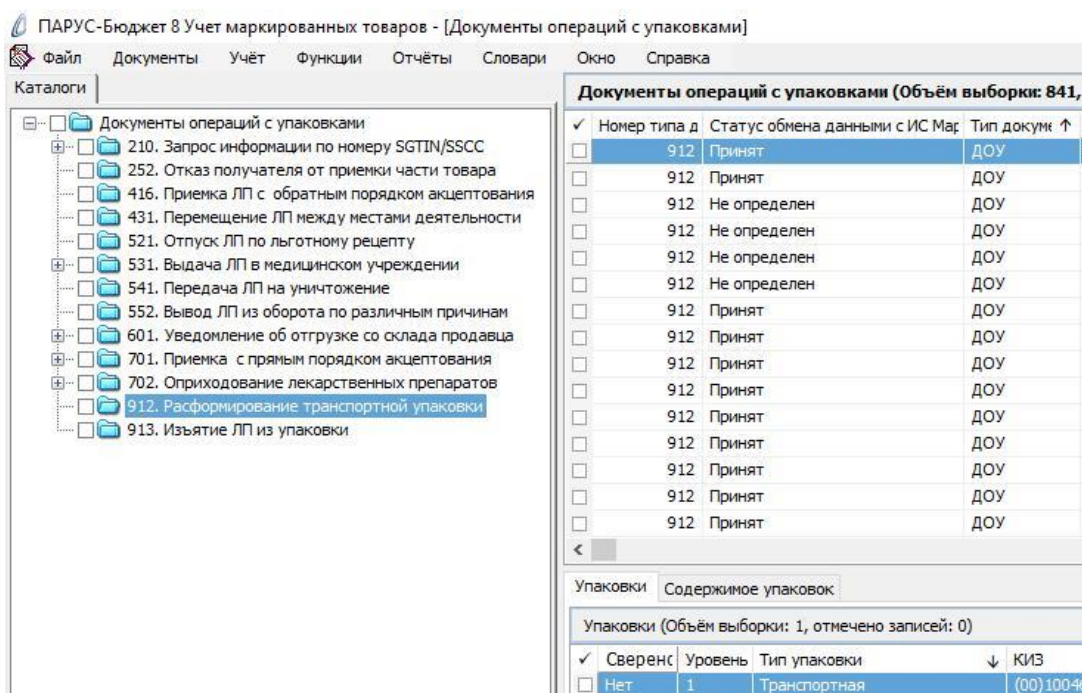 ПАРУС-Бюджет 8 Учет маркированных товаров - [Документы операций с упаковками]
Файл Документы Учёт Функции Отчёты Словари Окно Справка
Каталоги
Документы операций с упаковками
210. Запрос информации по номеру SGTIN/SSCC
252. Отказ получателя от приемки части товара
416. Приемка ЛП с обратным порядком акцептования
431. Перемещение ЛП между местами деятельности
521. Отпуск ЛП по льготному рецепту
531. Выдача ЛП в медицинском учреждении
541. Передача ЛП на уничтожение
552. Вывод ЛП из оборота по различным причинам
601. Уведомление об отгрузке со склада продавца
701. Приемка с прямым порядком акцептования
702. Оприходование лекарственных препаратов
912. Расформирование транспортной упаковки
913. Изъятие ЛП из упаковки
Документы операций с упаковками (Объём выборки: 841,
Номер типа д Статус обмена данными с ИС Мар Тип докуме
912 Принят ДОУ
912 Принят ДОУ
912 Не определен ДОУ
912 Не определен ДОУ
912 Не определен ДОУ
912 Не определен ДОУ
912 Принят ДОУ
912 Принят ДОУ
912 Принят ДОУ
912 Принят ДОУ
912 Принят ДОУ
912 Принят ДОУ
912 Принят ДОУ
912 Принят ДОУ
912 Принят ДОУ
Упаковки Содержимое упаковок
Упаковки (Объём выборки: 1, отмечено записей: 0)
Сверенс Уровень Тип упаковки КИЗ
Нет 1 Транспортная (00)10046